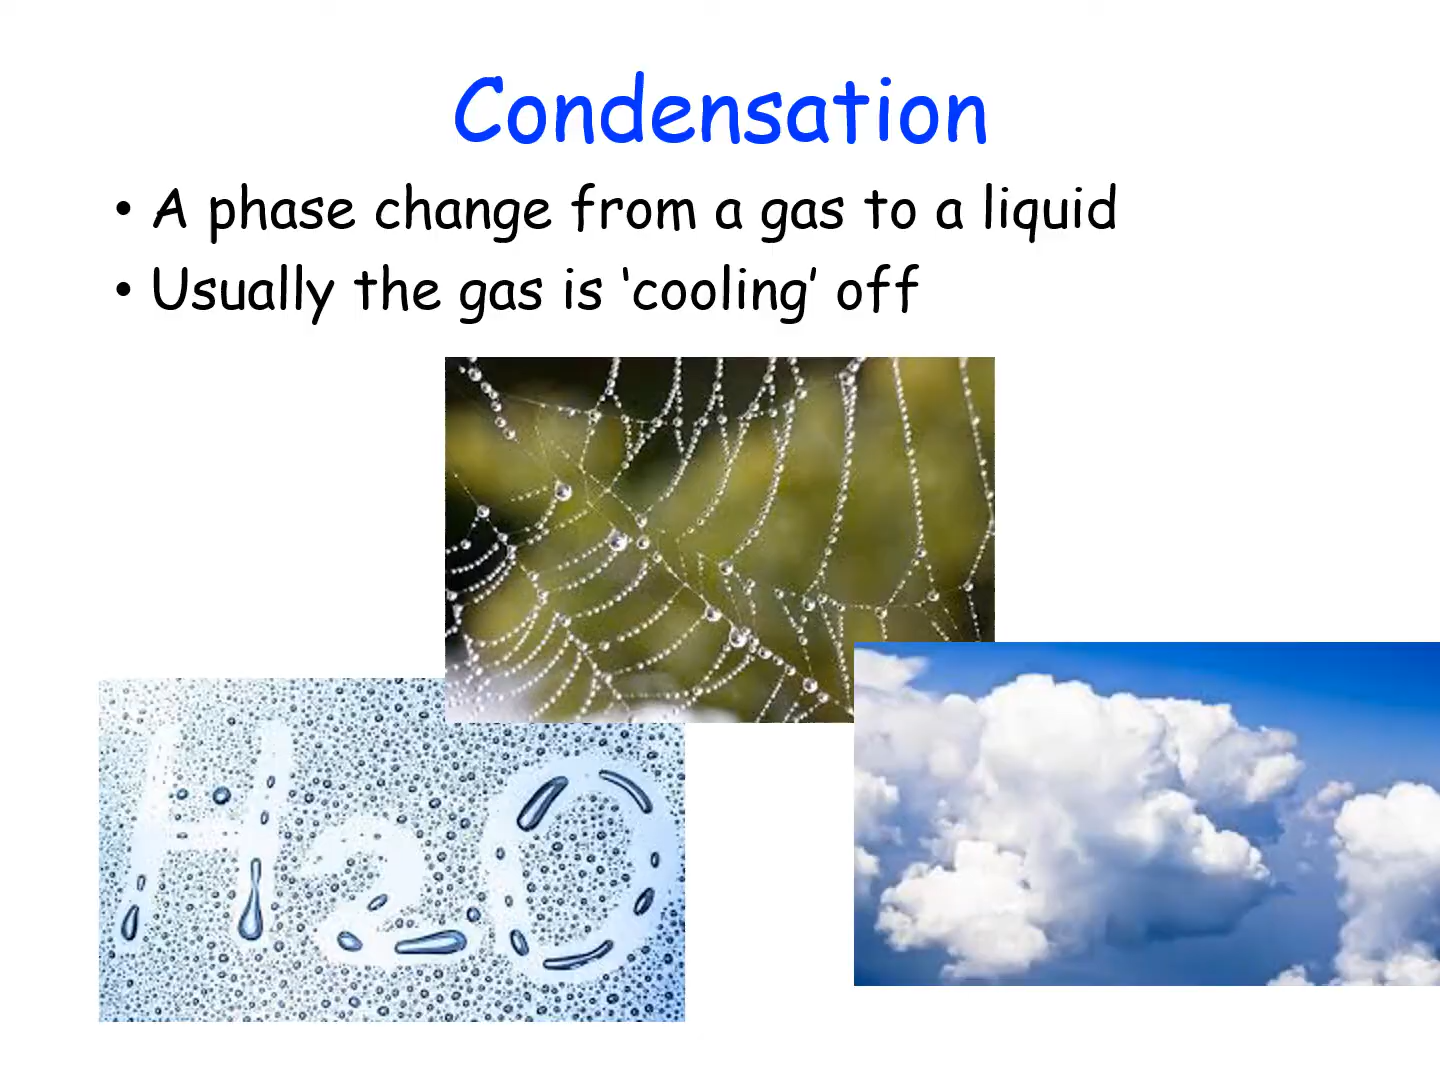 Condensation
• A phase change from a gas to a liquid
• Usually the gas is ‘cooling’ off
H2O